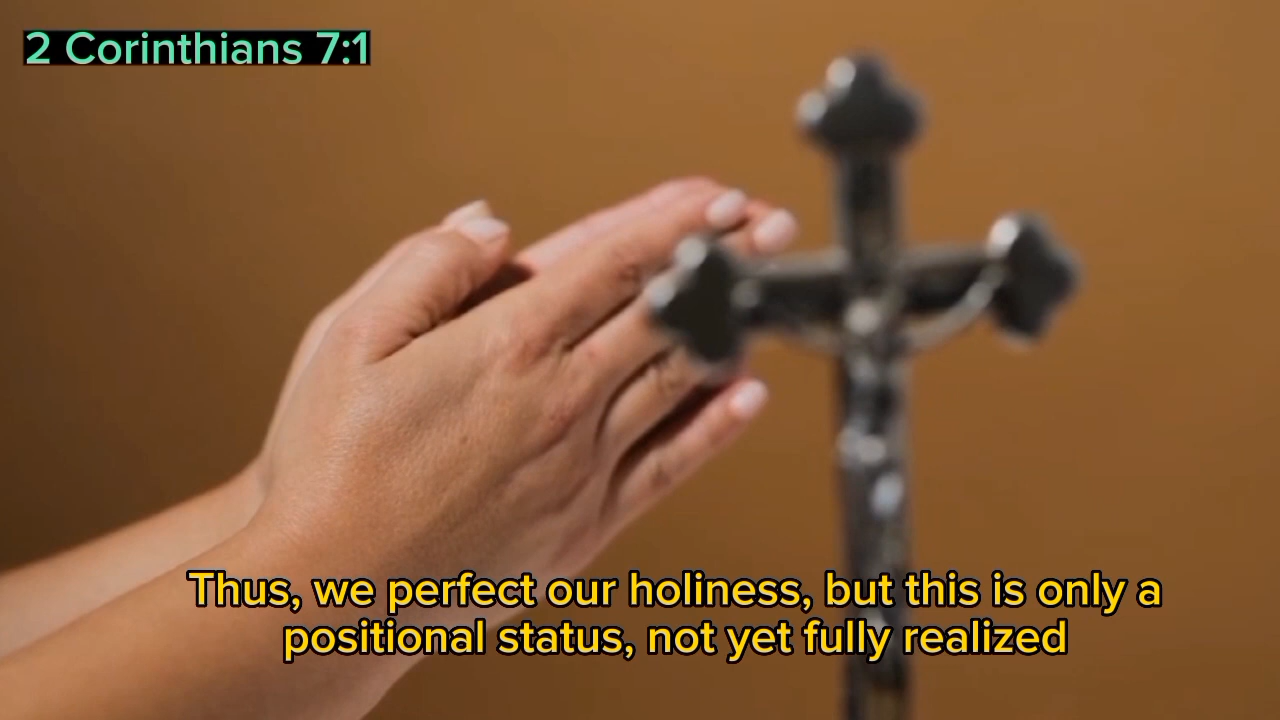 2 Corinthians 7:1
Thus, we perfect our holiness, but this is only a
positional status, not yet fully realized